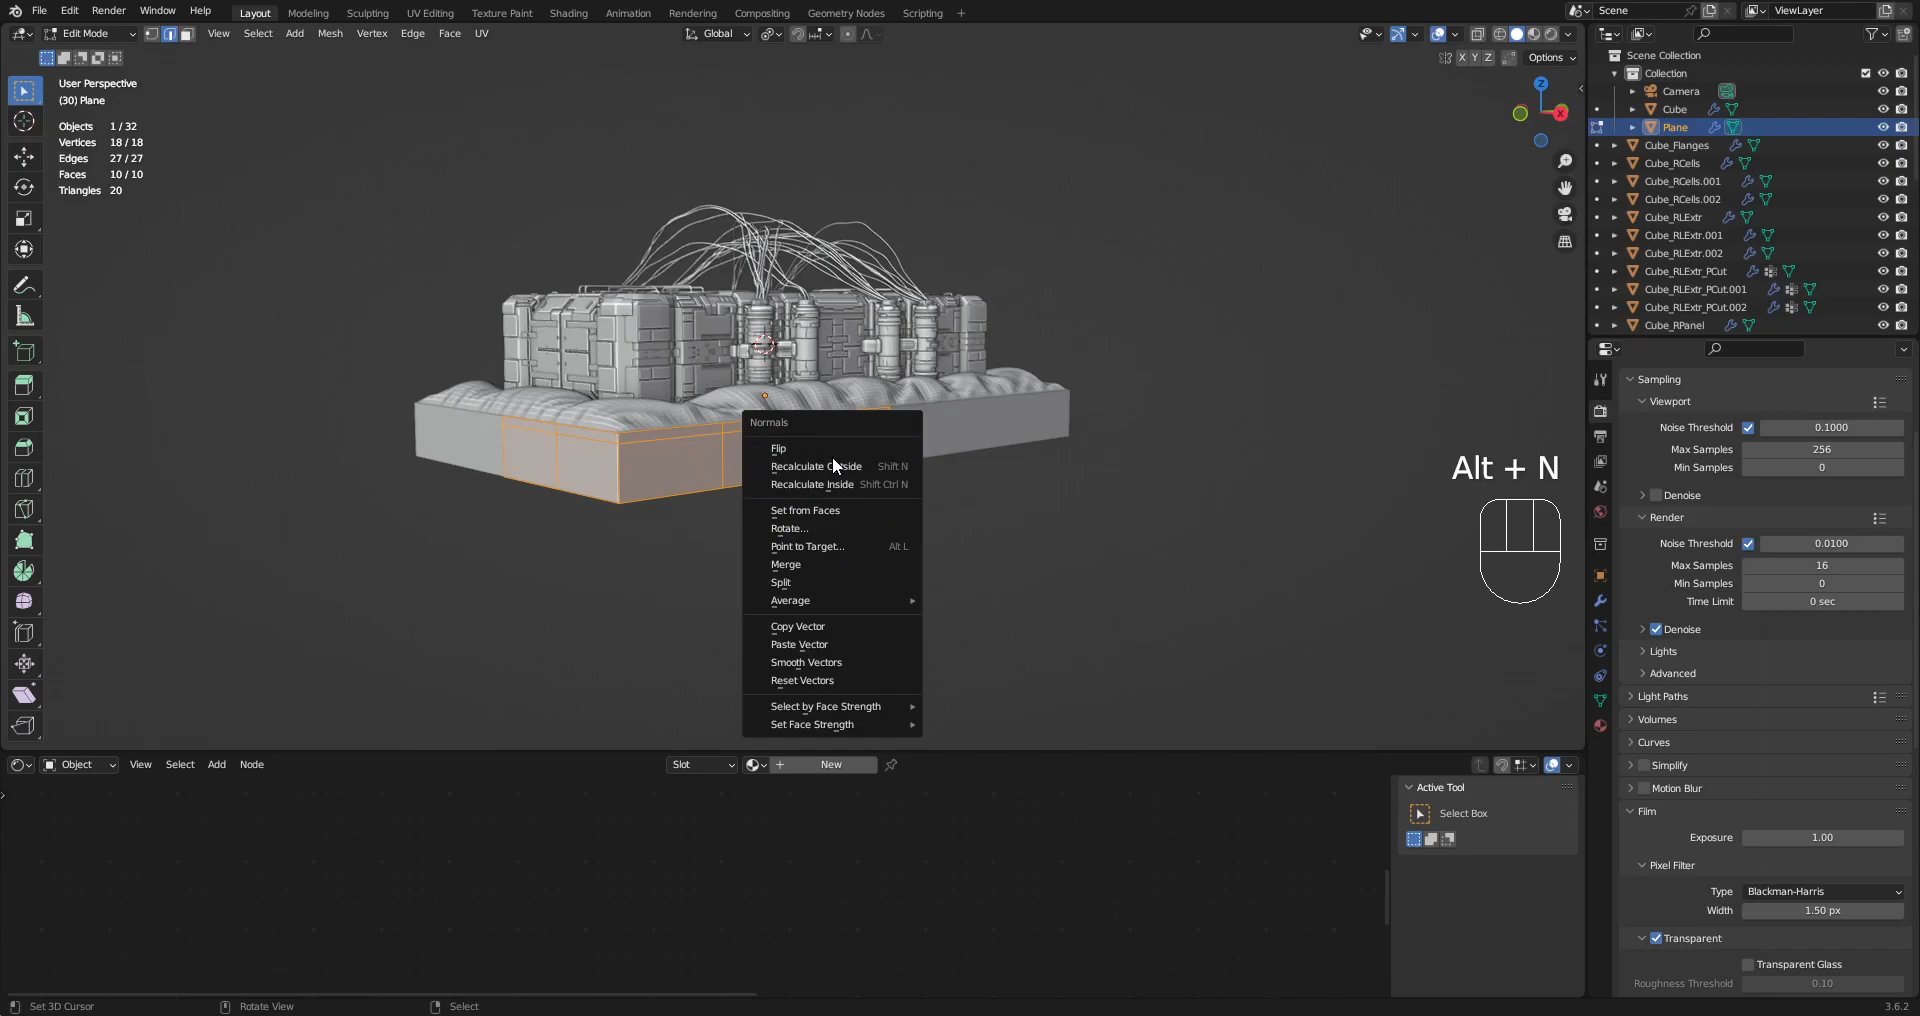 File Edit Render Window Help
Layout Modeling Sculpting UV Editing Texture Paint Shading Animation Rendering Compositing Geometry Nodes Scripting +
Scene
ViewLayer
Edit Mode
View Select Add Mesh Vertex Edge Face UV
Global
X Y Z
Options
User Perspective
(30) Plane
Objects 1 / 32
Vertices 18 / 18
Edges 27/27
Faces 10 / 10
Triangles 20
Z
X
Scene Collection
Collection
Camera
Cube
Plane
Cube_Flanges
Cube_RCells
Cube_RCells.001
Cube_RCells.002
Cube_RLExtr
Cube_RLExtr.001
Cube_RLExtr.002
Cube_RLExtr_PCut
Cube_RLExtr_PCut.001
Cube_RLExtr_PCut.002
Cube_RPanel
Normals
Flip
Recalculate Outside Shift N
Recalculate Inside Shift Ctrl N
Set from Faces
Rotate...
Point to Target... Alt L
Merge
Split
Average
Copy Vector
Paste Vector
Smooth Vectors
Reset Vectors
Select by Face Strength
Set Face Strength
Alt + N
Sampling
Viewport
Noise Threshold 0.1000
Max Samples 256
Min Samples 0
Denoise
Render
Noise Threshold 0.0100
Max Samples 16
Min Samples 0
Time Limit 0 sec
Denoise
Lights
Advanced
Light Paths
Volumes
Curves
Simplify
Motion Blur
Film
Exposure 1.00
Pixel Filter
Type Blackman-Harris
Width 1.50 px
Transparent
Transparent Glass
Roughness Threshold 0.10
Object
View Select Add Node
Slot
+ New
Active Tool
Select Box
Set 3D Cursor
Rotate View
Select
3.6.2